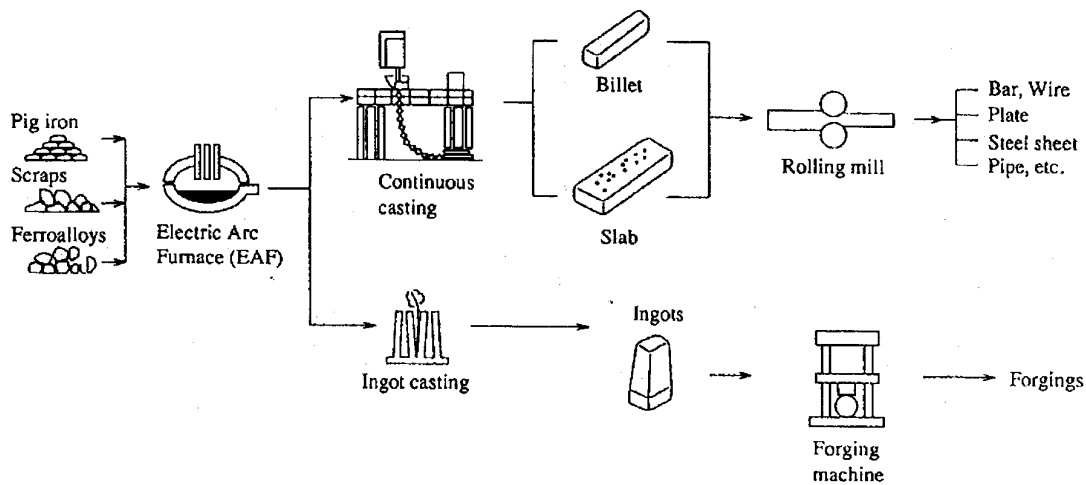 Pig iron
Scraps
Ferroalloys
Electric Arc
Furnace (EAF)
Continuous
casting
Billet
Slab
Rolling mill
Bar, Wire
Plate
Steel sheet
Pipe, etc.
Ingot casting
Ingots
Forging
machine
Forgings